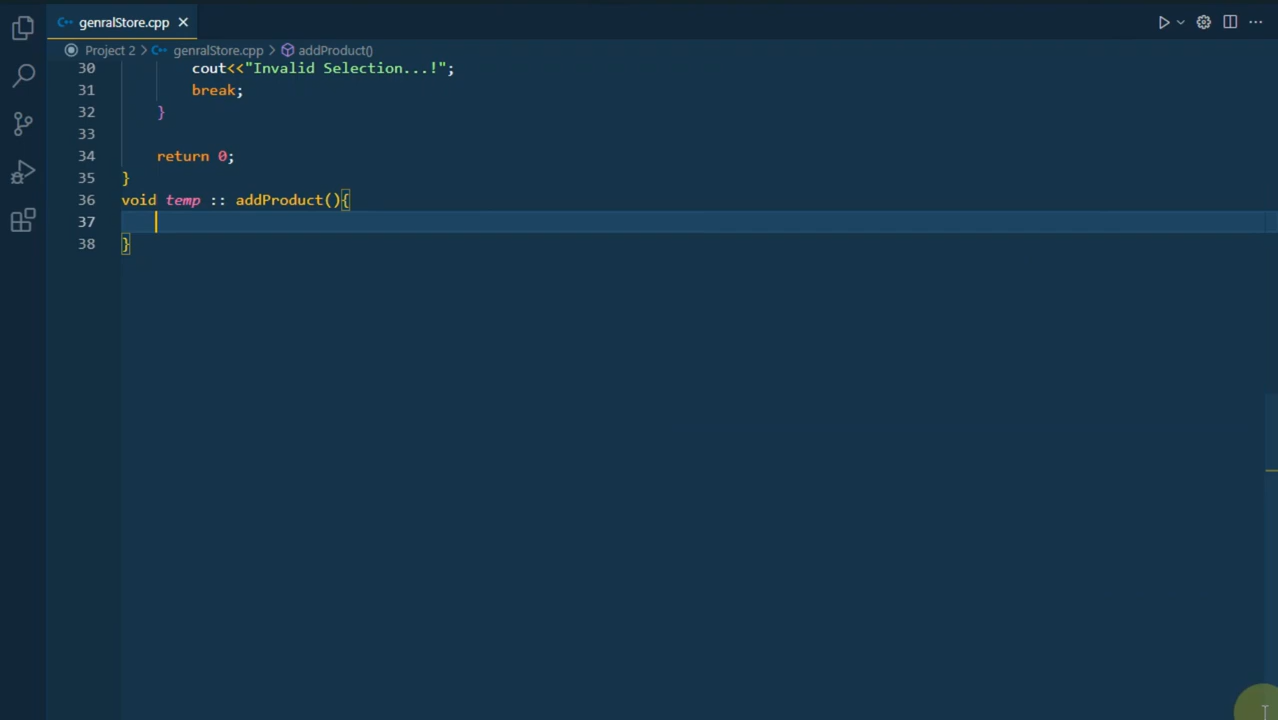 genralStore.cpp
Project 2 > genralStore.cpp > addProduct()
30 cout<<"Invalid Selection...!";
31 break;
32 }
33
34 return 0;
35 }
36 void temp :: addProduct(){
37
38 }